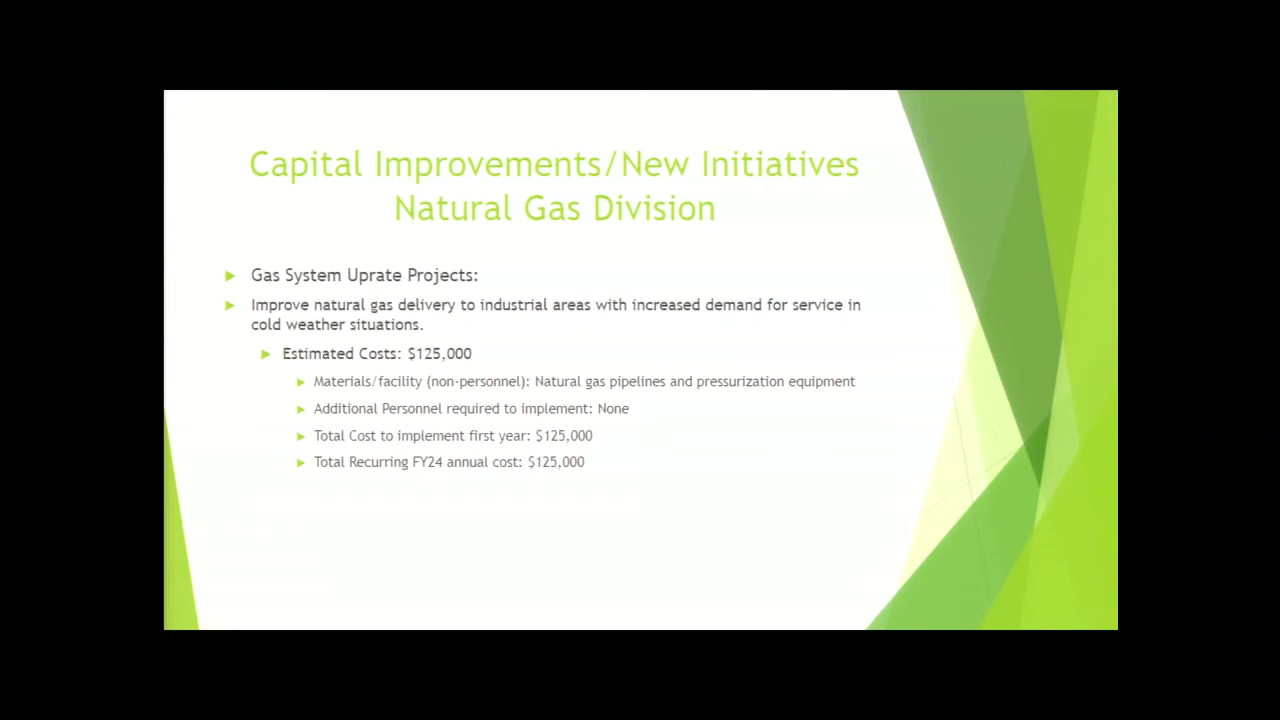 Capital Improvements/New Initiatives
Natural Gas Division
Gas System Uprate Projects:
Improve natural gas delivery to industrial areas with increased demand for service in
cold weather situations.
Estimated Costs: $125,000
Materials/facility (non-personnel): Natural gas pipelines and pressurization equipment
Additional Personnel required to implement: None
Total Cost to implement first year: $125,000
Total Recurring FY24 annual cost: $125,000